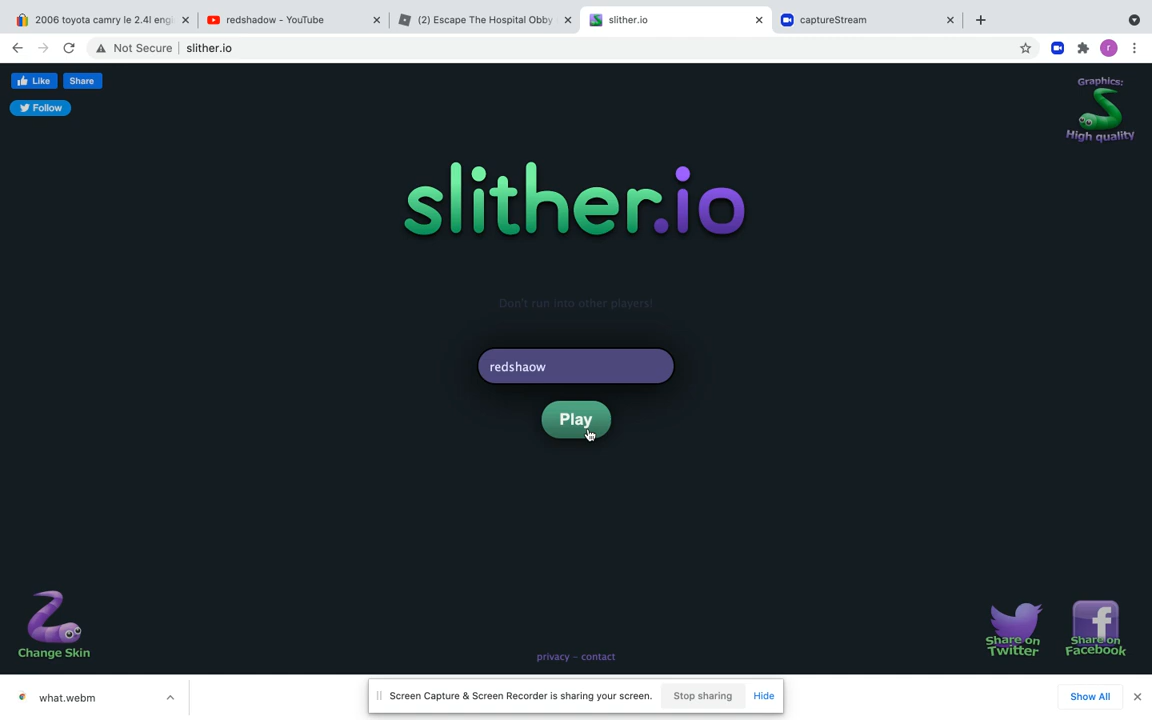 2006 toyota camry le 2.4l engi
redshadow - YouTube
(2) Escape The Hospital Obby
slither.io
captureStream
Not Secure
slither.io
r
Like
Share
Follow
Graphics:
High quality
slither.io
Don't run into other players!
redshaow
Play
Change Skin
Share on
Twitter
f
Share on
Facebook
privacy - contact
what.webm
Screen Capture & Screen Recorder is sharing your screen.
Stop sharing
Hide
Show All